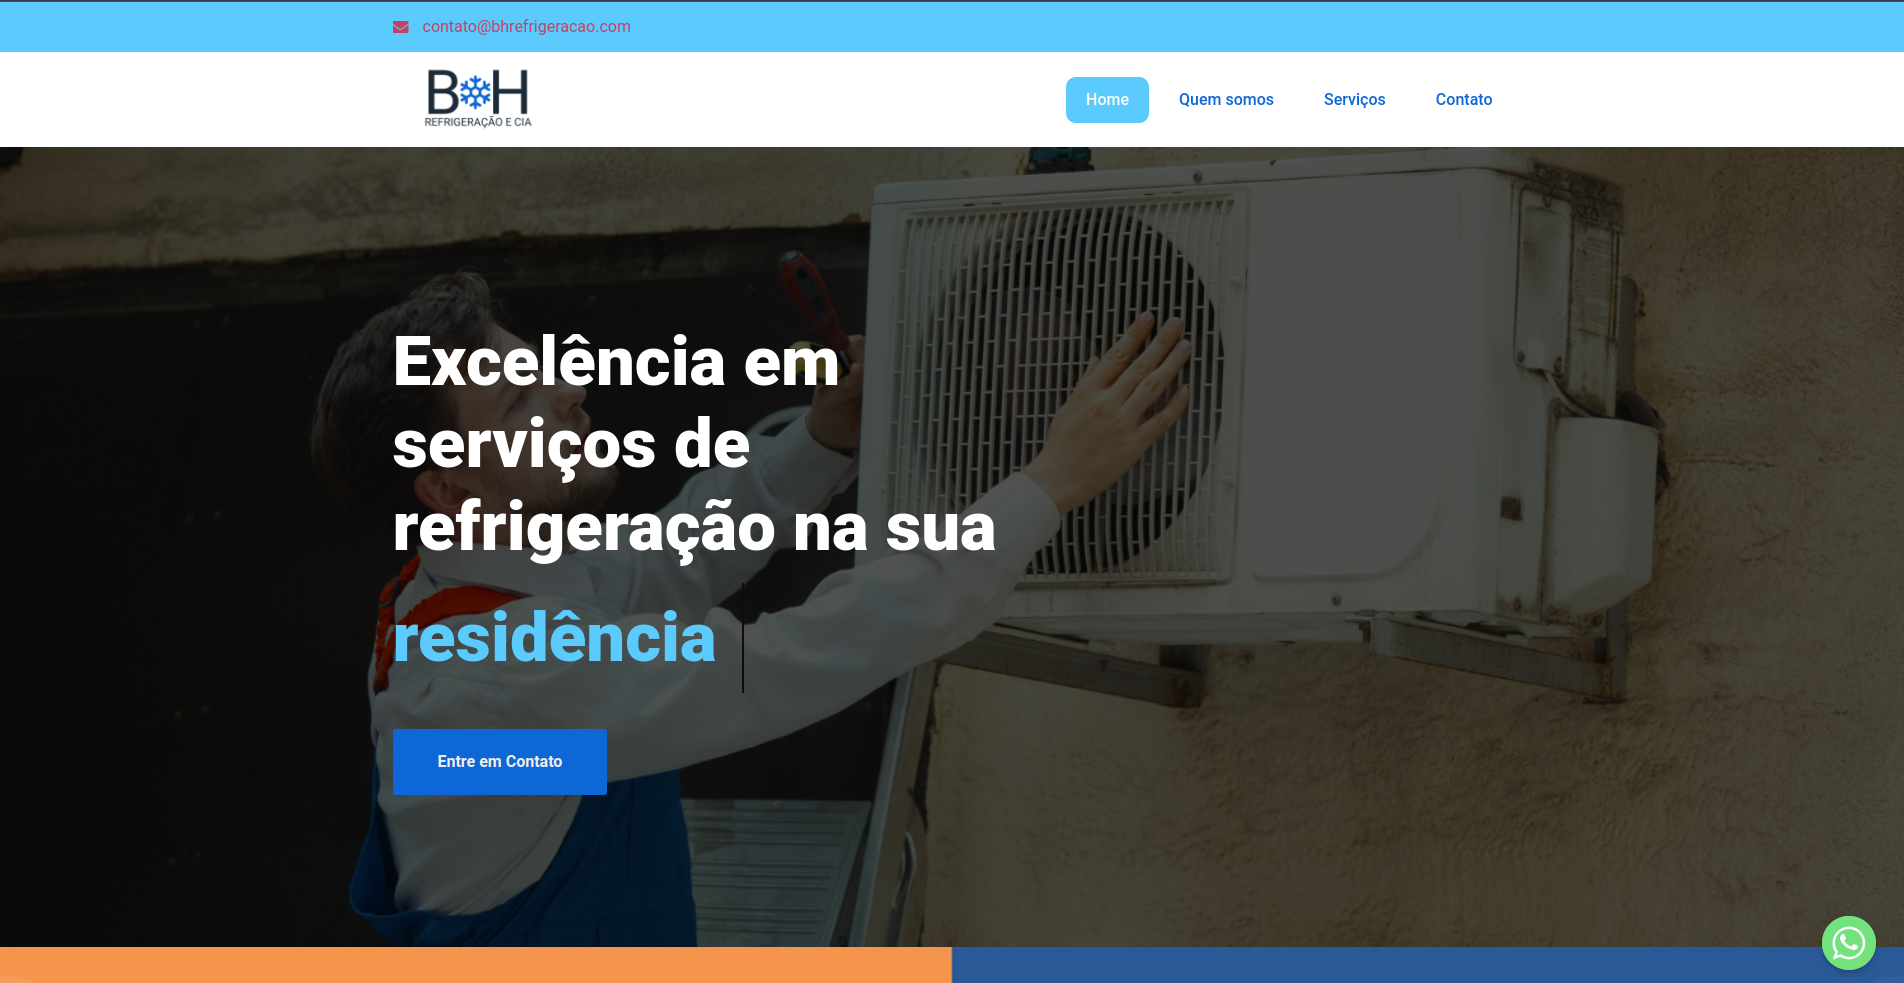 contato@bhrefrigeracao.com
BH
REFRIGERAÇÃO E CIA
Home
Quem somos
Serviços
Contato
Excelência em
serviços de
refrigeração na sua
residência
Entre em Contato